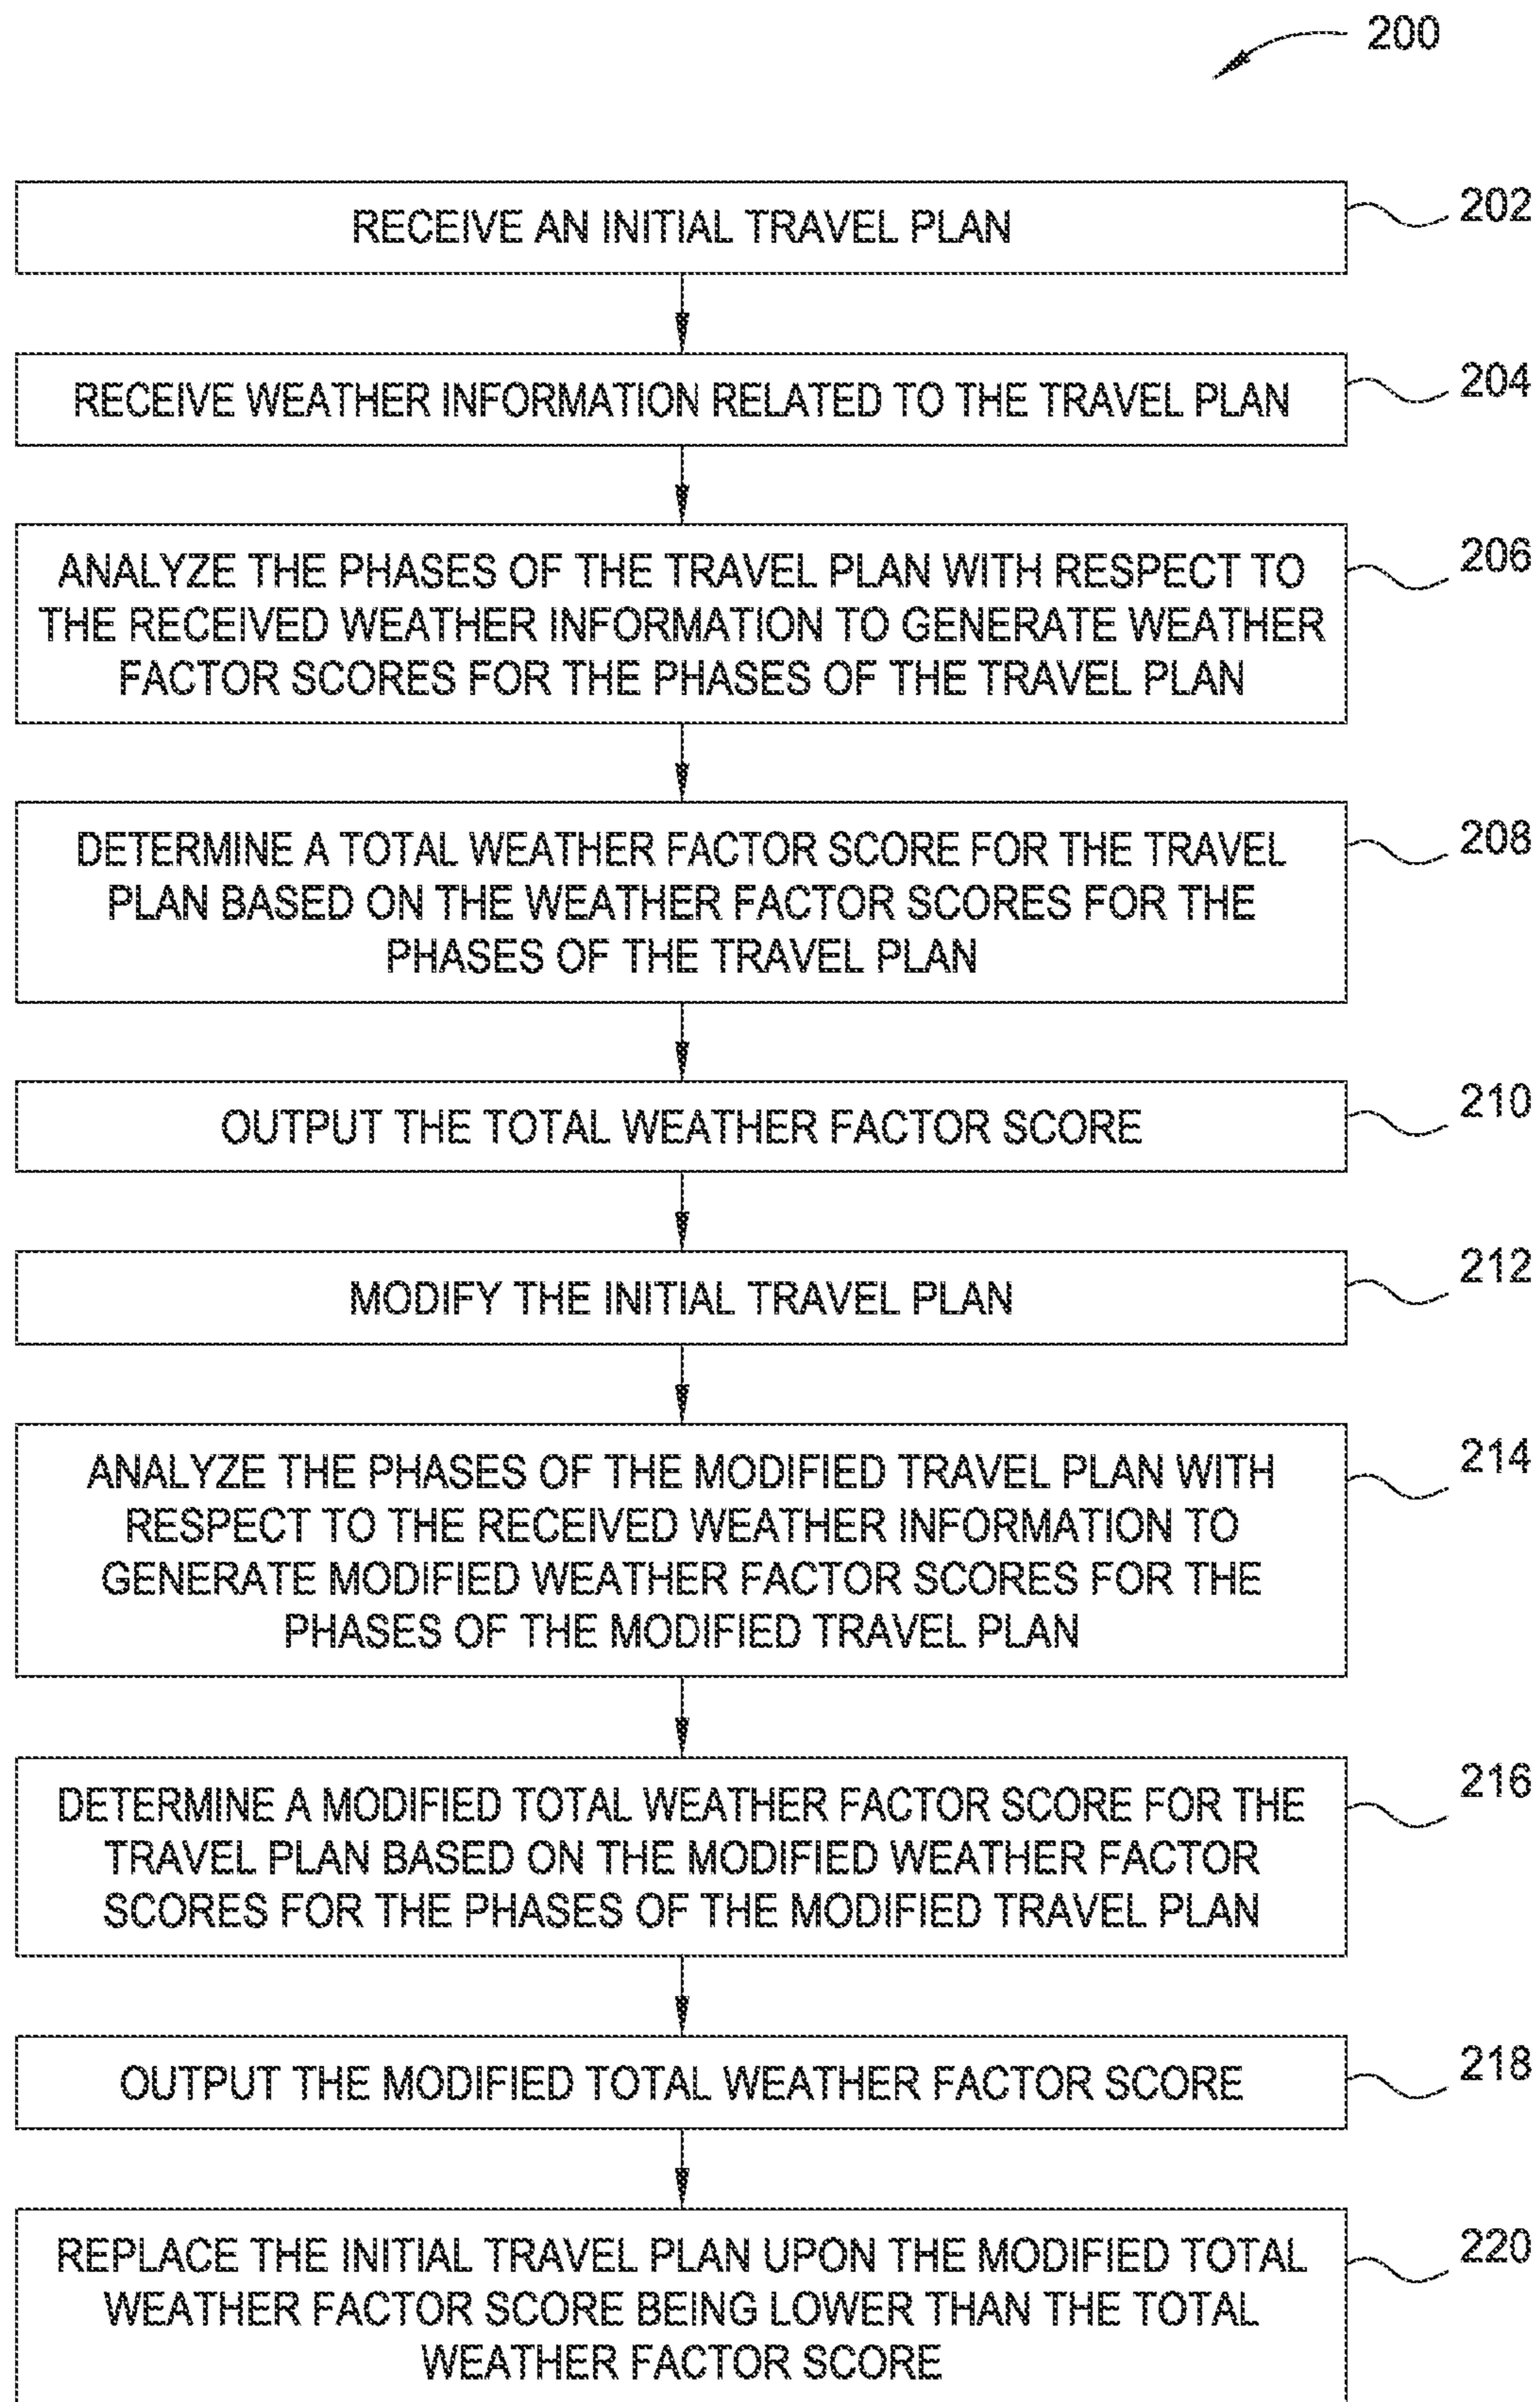 200
RECEIVE AN INITIAL TRAVEL PLAN
202
RECEIVE WEATHER INFORMATION RELATED TO THE TRAVEL PLAN
204
ANALYZE THE PHASES OF THE TRAVEL PLAN WITH RESPECT TO
THE RECEIVED WEATHER INFORMATION TO GENERATE WEATHER
FACTOR SCORES FOR THE PHASES OF THE TRAVEL PLAN
206
DETERMINE A TOTAL WEATHER FACTOR SCORE FOR THE TRAVEL
PLAN BASED ON THE WEATHER FACTOR SCORES FOR THE
PHASES OF THE TRAVEL PLAN
208
OUTPUT THE TOTAL WEATHER FACTOR SCORE
210
MODIFY THE INITIAL TRAVEL PLAN
212
ANALYZE THE PHASES OF THE MODIFIED TRAVEL PLAN WITH
RESPECT TO THE RECEIVED WEATHER INFORMATION TO
GENERATE MODIFIED WEATHER FACTOR SCORES FOR THE
PHASES OF THE MODIFIED TRAVEL PLAN
214
DETERMINE A MODIFIED TOTAL WEATHER FACTOR SCORE FOR THE
TRAVEL PLAN BASED ON THE MODIFIED WEATHER FACTOR
SCORES FOR THE PHASES OF THE MODIFIED TRAVEL PLAN
216
OUTPUT THE MODIFIED TOTAL WEATHER FACTOR SCORE
218
REPLACE THE INITIAL TRAVEL PLAN UPON THE MODIFIED TOTAL
WEATHER FACTOR SCORE BEING LOWER THAN THE TOTAL
WEATHER FACTOR SCORE
220